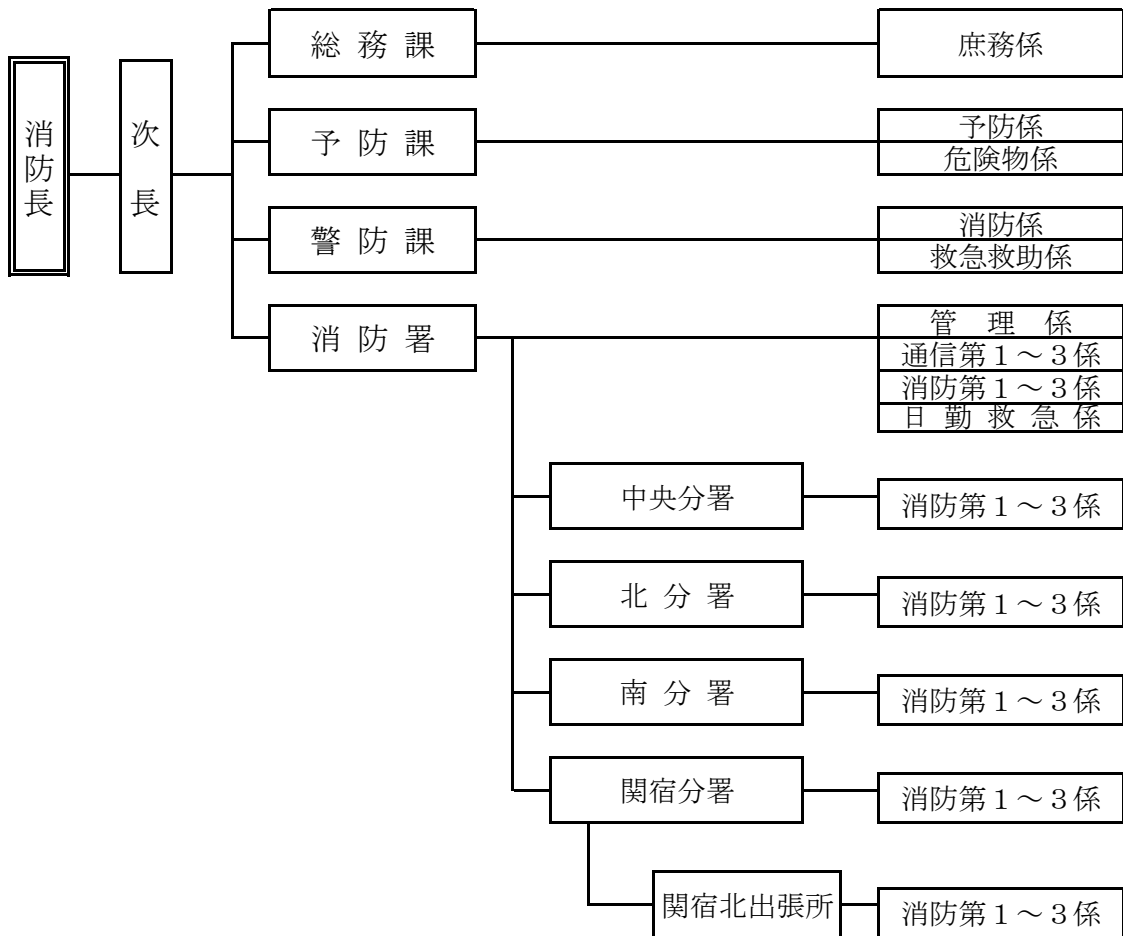 消防長
次長
総務課
庶務係
予防課
予防係
危険物係
警防課
消防係
救急救助係
消防署
管理係
通信第１～３係
消防第１～３係
日勤救急係
中央分署
消防第１～３係
北分署
消防第１～３係
南分署
消防第１～３係
関宿分署
消防第１～３係
関宿北出張所
消防第１～３係